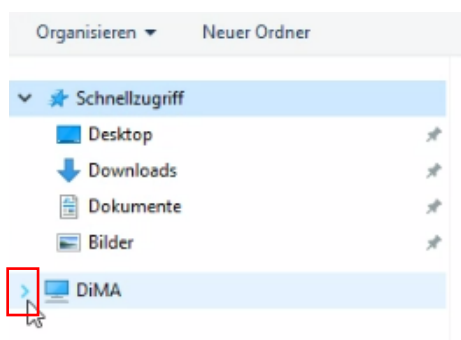 Organisieren Neuer Ordner
Schnellzugriff
Desktop
Downloads
Dokumente
Bilder
DiMA